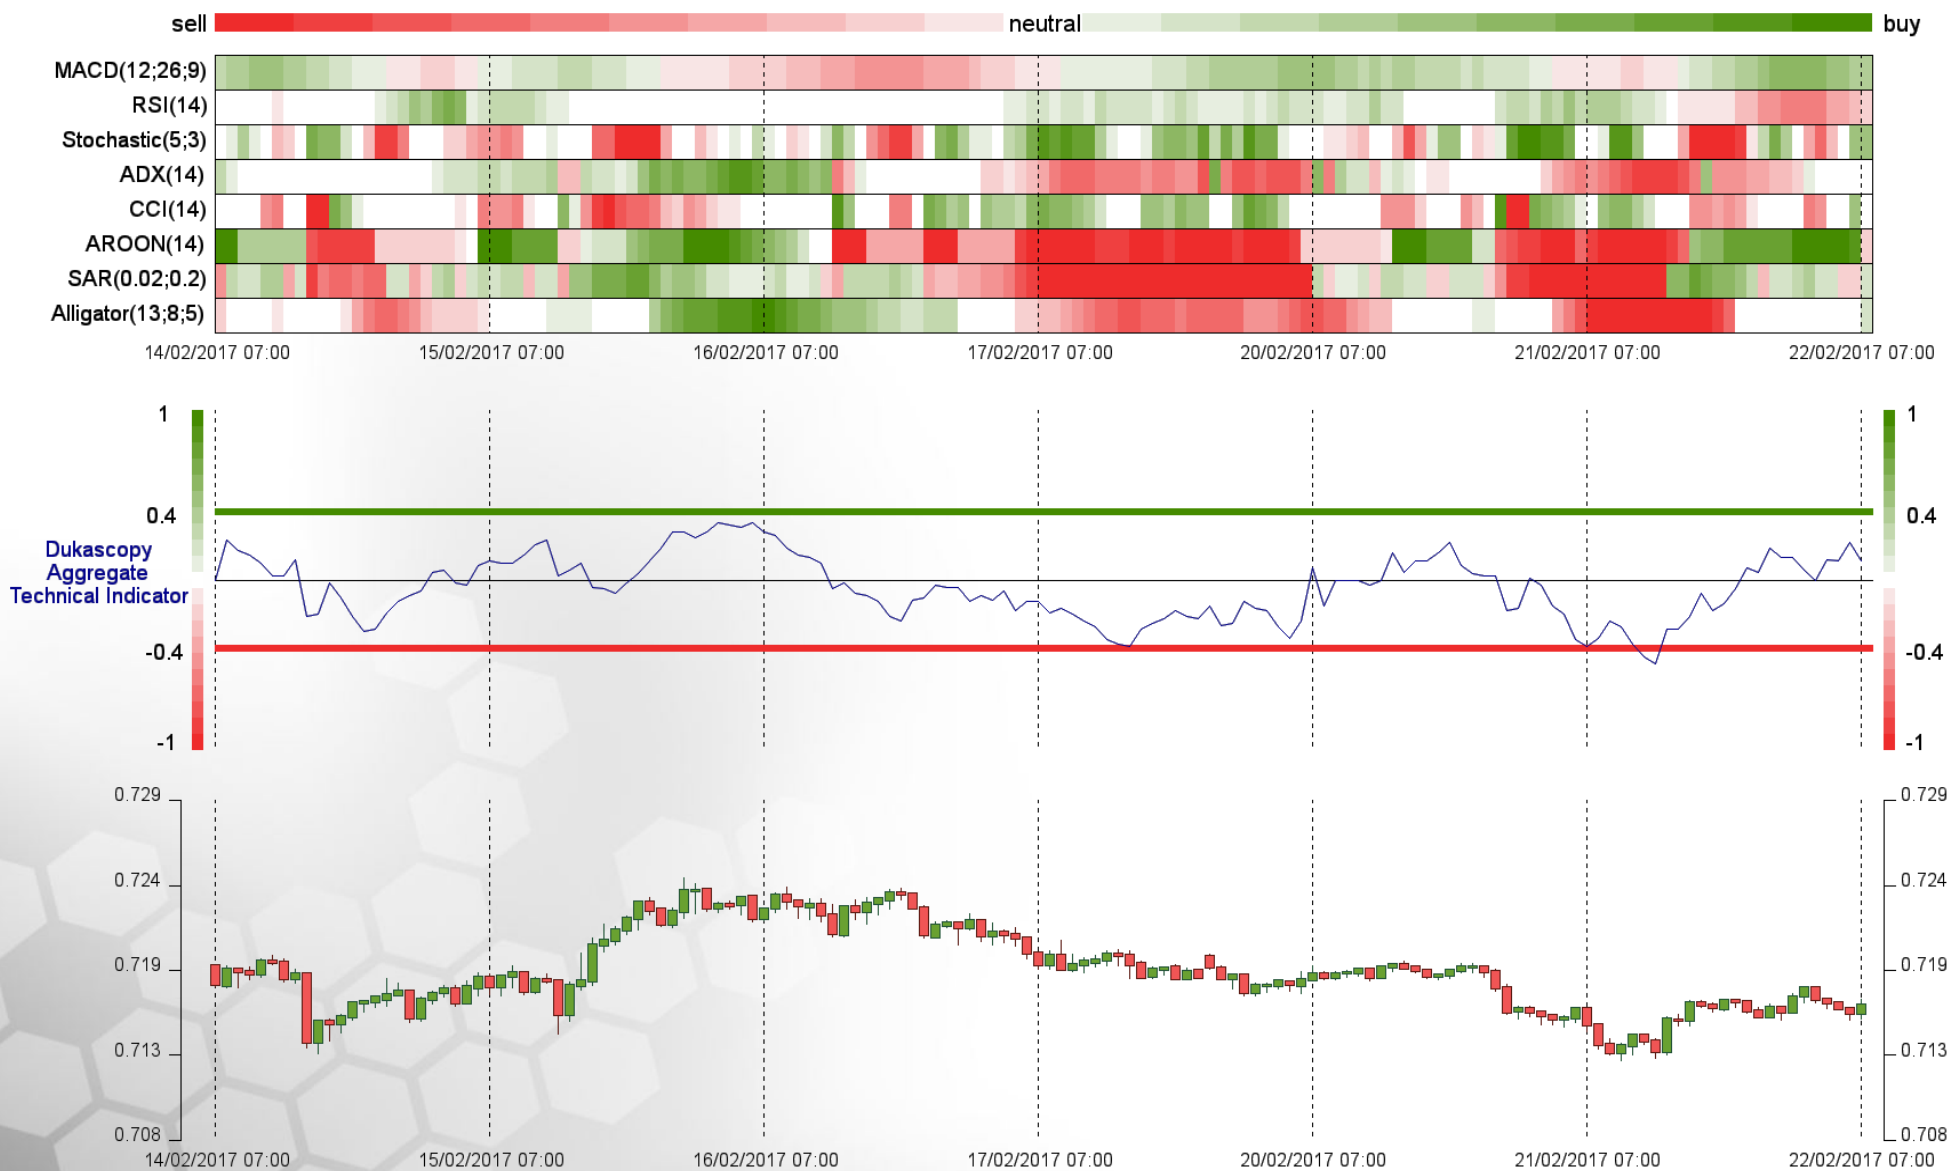 sell neutral buy
MACD(12;26;9)
RSI(14)
Stochastic(5;3)
ADX(14)
CCI(14)
AROON(14)
SAR(0.02;0.2)
Alligator(13;8;5)
14/02/2017 07:00 15/02/2017 07:00 16/02/2017 07:00 17/02/2017 07:00 20/02/2017 07:00 21/02/2017 07:00 22/02/2017 07:00
1 1
0.4 0.4
Dukascopy
Aggregate
Technical Indicator
-0.4 -0.4
-1 -1
0.729 0.729
0.724 0.724
0.719 0.719
0.713 0.713
0.708 0.708
14/02/2017 07:00 15/02/2017 07:00 16/02/2017 07:00 17/02/2017 07:00 20/02/2017 07:00 21/02/2017 07:00 22/02/2017 07:00